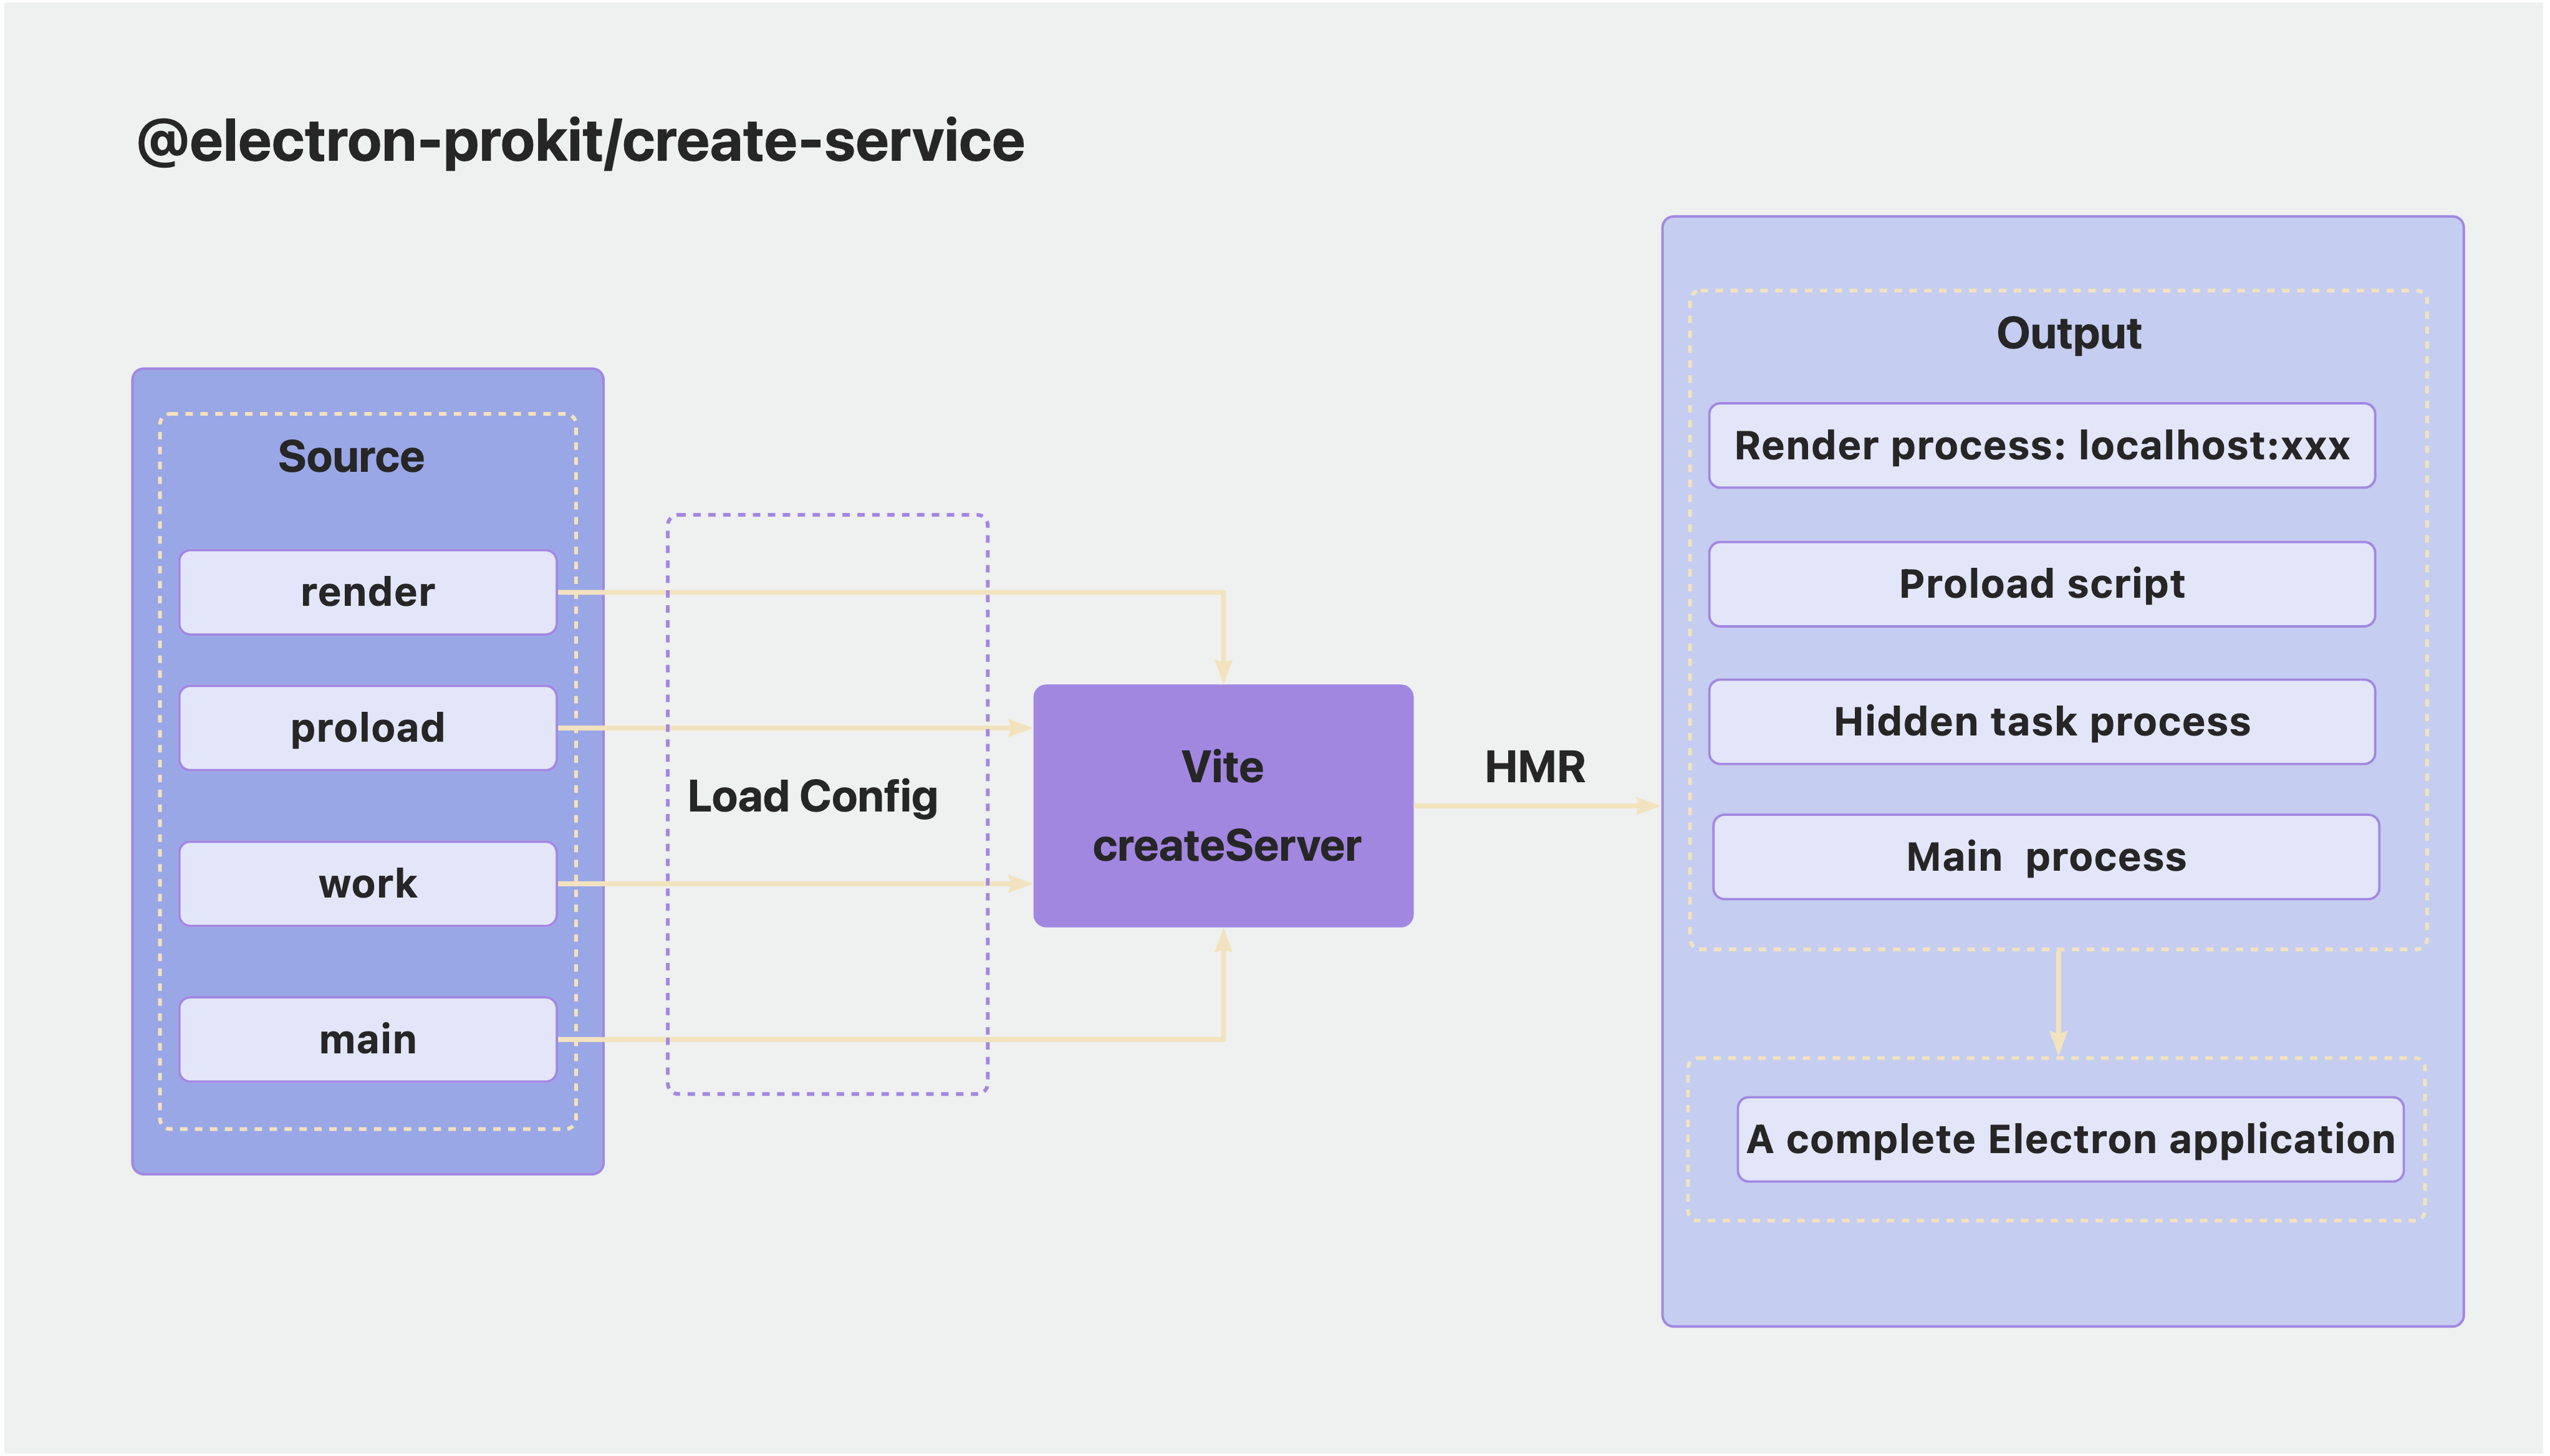 @electron-prokit/create-service
Source
render
proload
work
main
Load Config
Vite
createServer
HMR
Output
Render process: localhost:xxx
Proload script
Hidden task process
Main  process
A complete Electron application